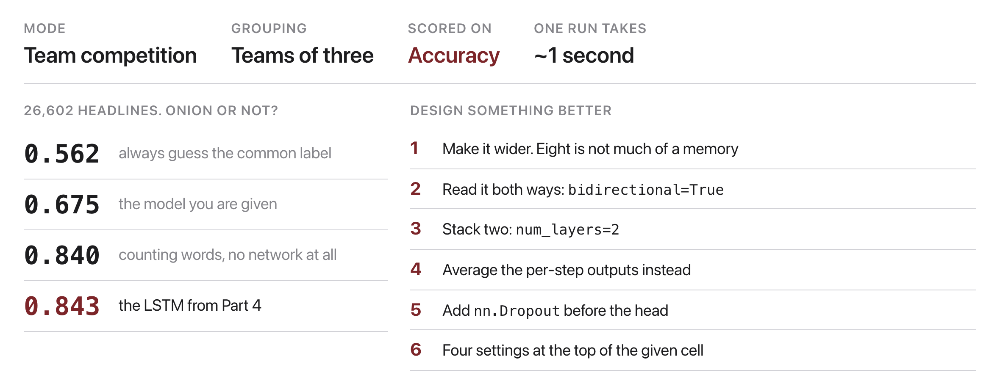 MODE
Team competition
GROUPING
Teams of three
SCORED ON
Accuracy
ONE RUN TAKES
~1 second
26,602 HEADLINES. ONION OR NOT?
0.562 always guess the common label
0.675 the model you are given
0.840 counting words, no network at all
0.843 the LSTM from Part 4
DESIGN SOMETHING BETTER
1 Make it wider. Eight is not much of a memory
2 Read it both ways: bidirectional=True
3 Stack two: num_layers=2
4 Average the per-step outputs instead
5 Add nn.Dropout before the head
6 Four settings at the top of the given cell